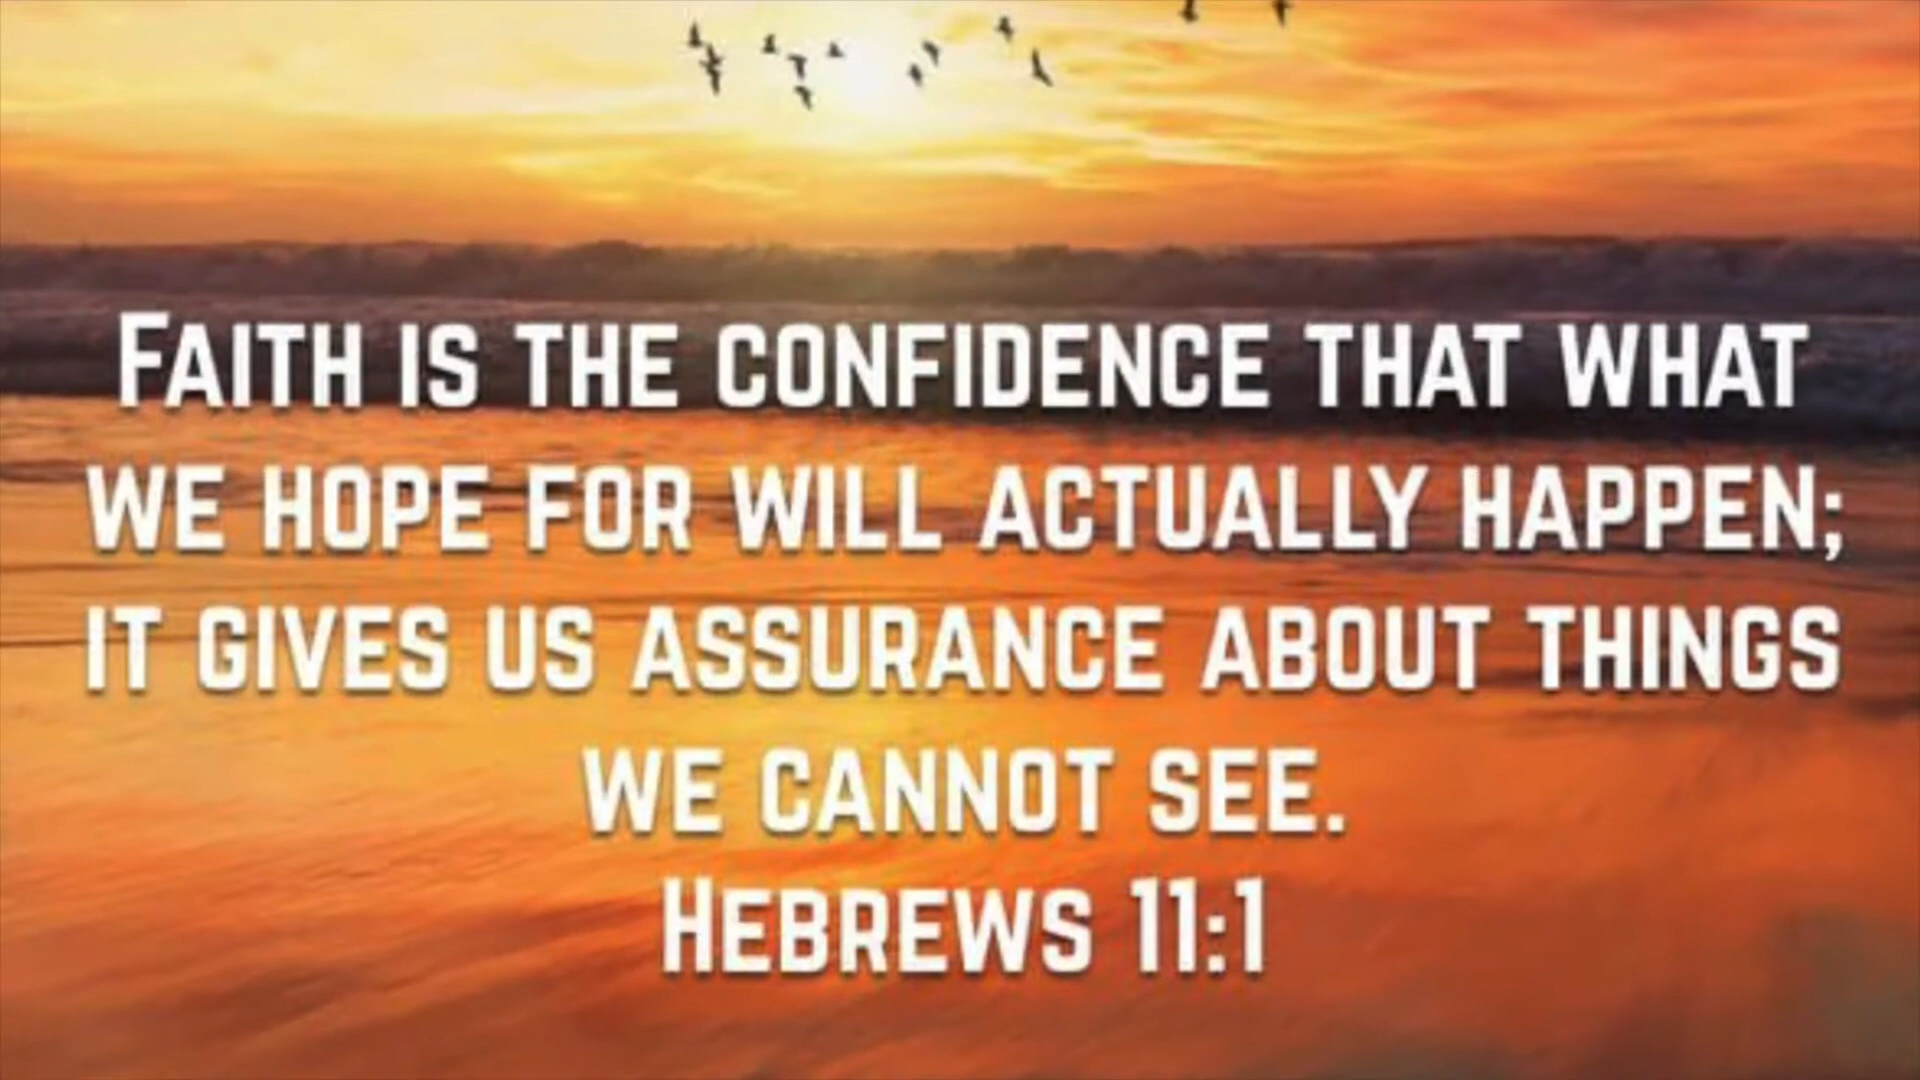 Faith is the confidence that what
we hope for will actually happen;
it gives us assurance about things
we cannot see.
Hebrews 11:1